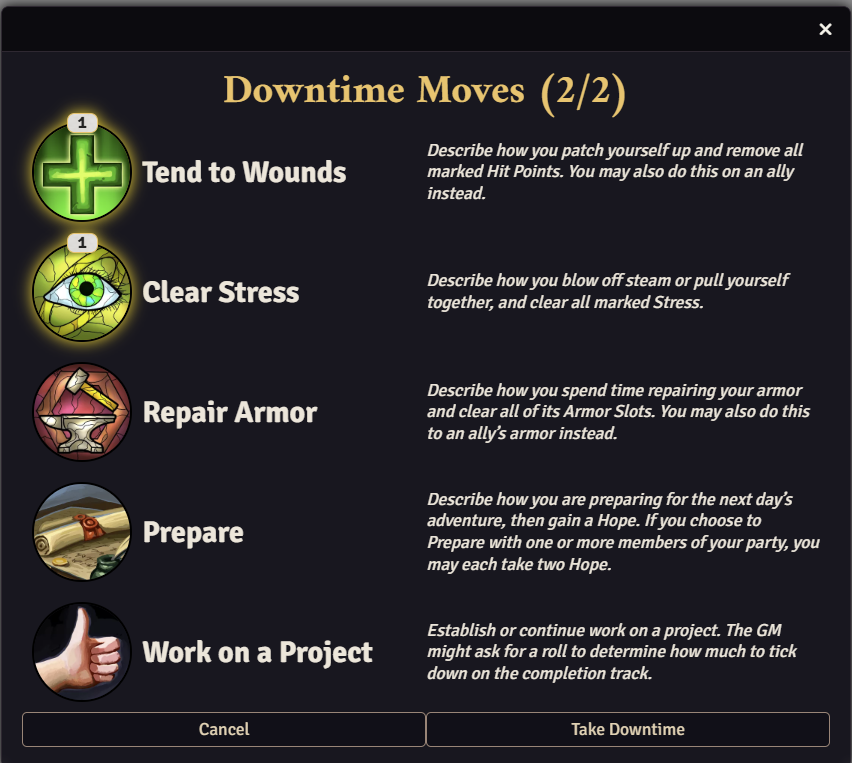 ×
Downtime Moves (2/2)
1
Tend to Wounds
Describe how you patch yourself up and remove all
marked Hit Points. You may also do this on an ally
instead.
1
Clear Stress
Describe how you blow off steam or pull yourself
together, and clear all marked Stress.
Repair Armor
Describe how you spend time repairing your armor
and clear all of its Armor Slots. You may also do this
to an ally’s armor instead.
Prepare
Describe how you are preparing for the next day’s
adventure, then gain a Hope. If you choose to
Prepare with one or more members of your party, you
may each take two Hope.
Work on a Project
Establish or continue work on a project. The GM
might ask for a roll to determine how much to tick
down on the completion track.
Cancel
Take Downtime